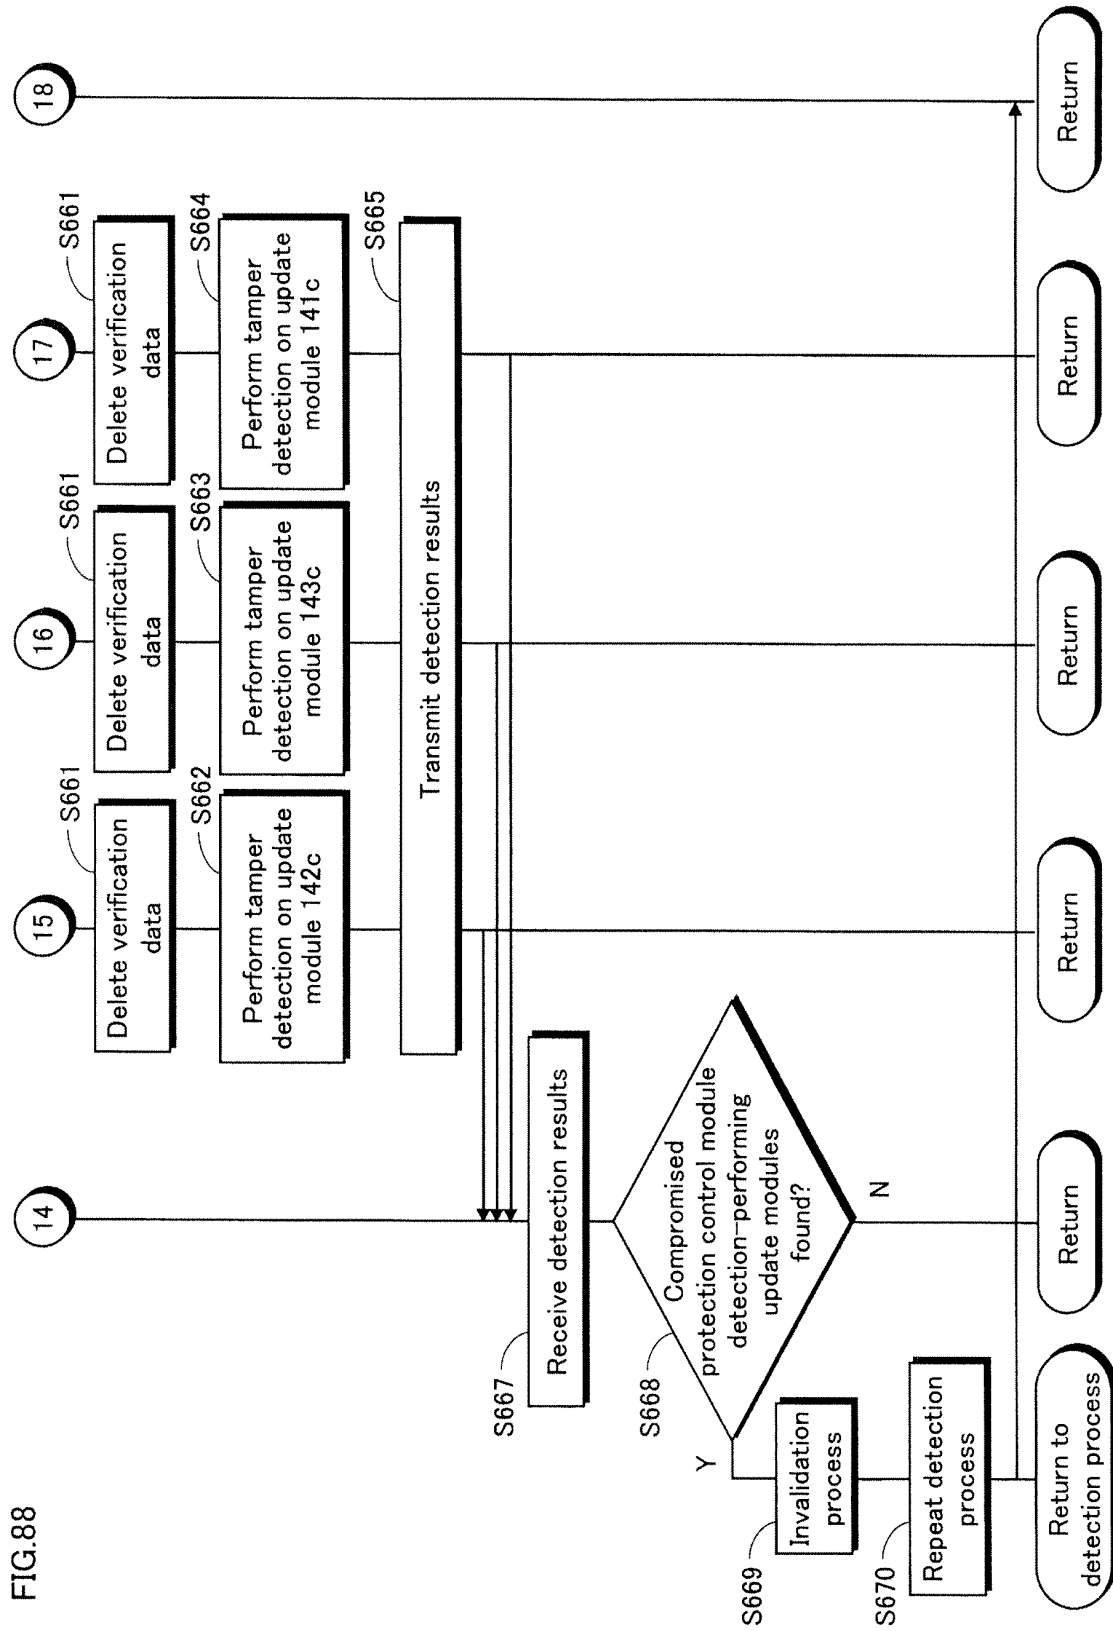 FIG.88
14
15
16
17
18
S661
Delete verification
data
S661
Delete verification
data
S661
Delete verification
data
S662
Perform tamper
detection on update
module 142c
S663
Perform tamper
detection on update
module 143c
S664
Perform tamper
detection on update
module 141c
S665
Transmit detection results
S667
Receive detection results
S668
Compromised
protection control module
detection-performing
update modules
found?
Y
N
S669
Invalidation
process
S670
Repeat detection
process
Return to
detection process
Return
Return
Return
Return
Return